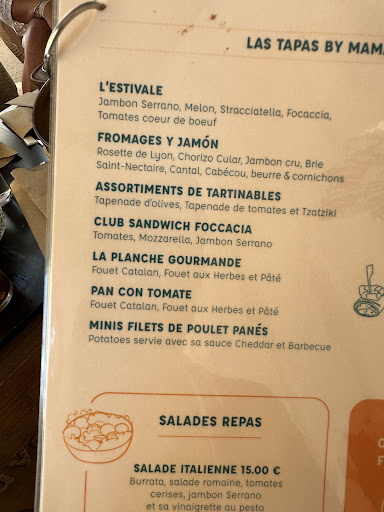 LAS TAPAS BY MAMA
L'ESTIVALE
Jambon Serrano, Melon, Stracciatella, Focaccia,
Tomates coeur de boeuf
FROMAGES Y JAMÓN
Rosette de Lyon, Chorizo Cular, Jambon cru, Brie
Saint-Nectaire, Cantal, Cabécou, beurre & cornichons
ASSORTIMENTS DE TARTINABLES
Tapenade d'olives, Tapenade de tomates et Tzatziki
CLUB SANDWICH FOCCACIA
Tomates, Mozzarella, Jambon Serrano
LA PLANCHE GOURMANDE
Fouet Catalan, Fouet aux Herbes et Pâté
PAN CON TOMATE
Fouet Catalan, Fouet aux Herbes et Pâté
MINIS FILETS DE POULET PANÉS
Potatoes servie avec sa sauce Cheddar et Barbecue
SALADES REPAS
SALADE ITALIENNE 15.00 €
Burrata, salade romaine, tomates
cerises, jambon Serrano
et sa vinaigrette au pesto